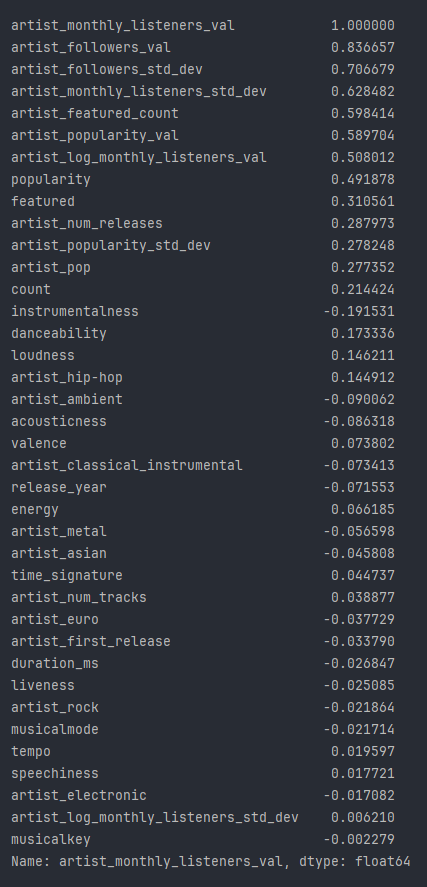 artist_monthly_listeners_val 1.000000
artist_followers_val 0.836657
artist_followers_std_dev 0.706679
artist_monthly_listeners_std_dev 0.628482
artist_featured_count 0.598414
artist_popularity_val 0.589704
artist_log_monthly_listeners_val 0.508012
popularity 0.491878
featured 0.310561
artist_num_releases 0.287973
artist_popularity_std_dev 0.278248
artist_pop 0.277352
count 0.214424
instrumentalness -0.191531
danceability 0.173336
loudness 0.146211
artist_hip-hop 0.144912
artist_ambient -0.090062
acousticness -0.086318
valence 0.073802
artist_classical_instrumental -0.073413
release_year -0.071553
energy 0.066185
artist_metal -0.056598
artist_asian -0.045808
time_signature 0.044737
artist_num_tracks 0.038877
artist_euro -0.037729
artist_first_release -0.033790
duration_ms -0.026847
liveness -0.025085
artist_rock -0.021864
musicalmode -0.021714
tempo 0.019597
speechiness 0.017721
artist_electronic -0.017082
artist_log_monthly_listeners_std_dev 0.006210
musicalkey -0.002279
Name: artist_monthly_listeners_val, dtype: float64